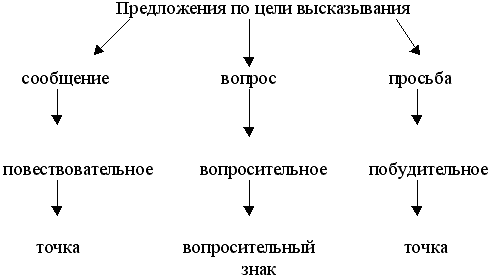 Предложения по цели высказывания
сообщение вопрос просьба
повествовательное вопросительное побудительное
точка вопросительный точка
знак